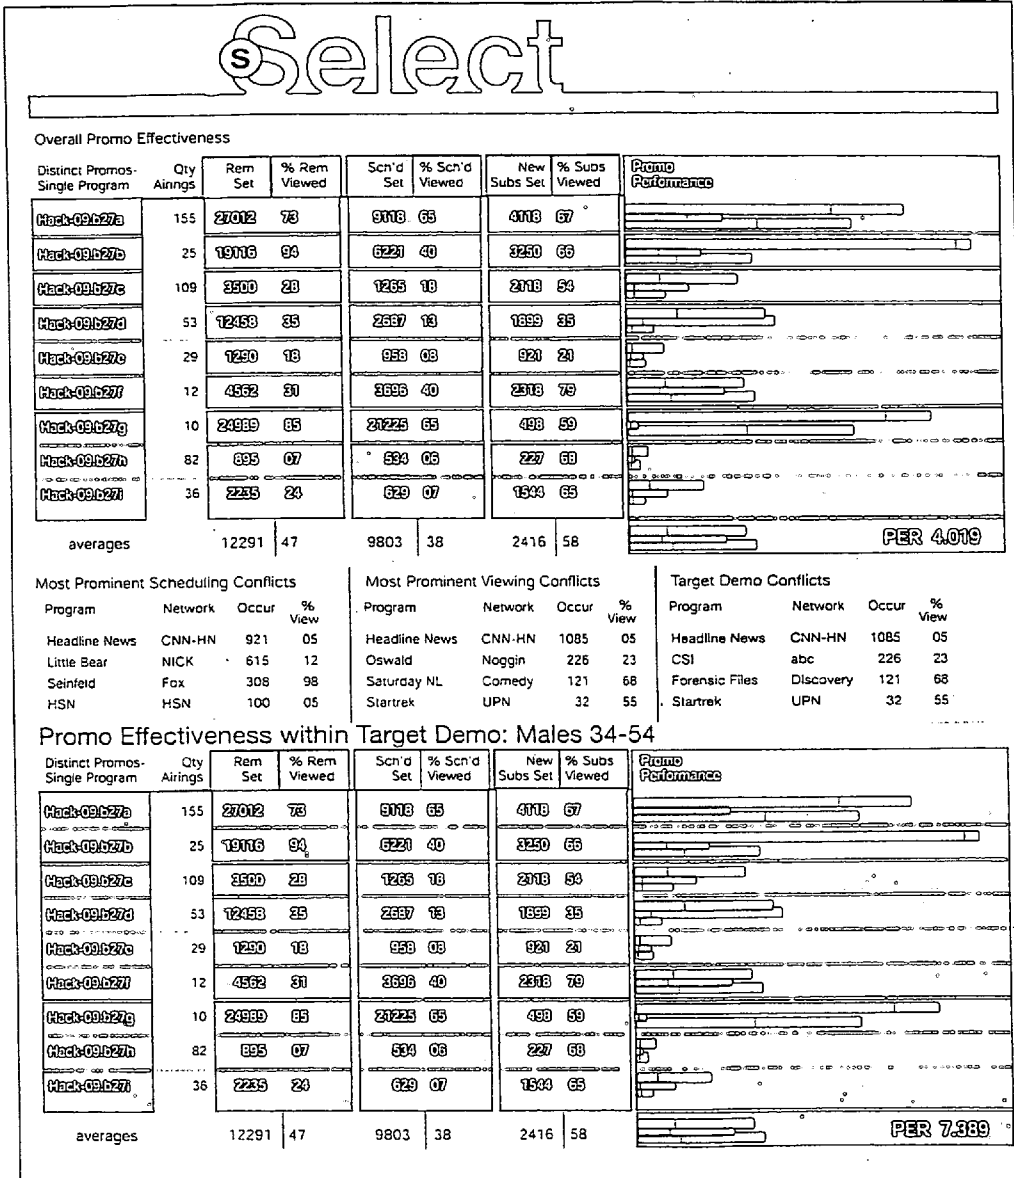 S Select
Overall Promo Effectiveness
Distinct Promos- Qty Rem % Rem Scn'd % Scn'd New % Subs Promo
Single Program Airings Set Viewed Set Viewed Subs Set Viewed Performance
Hack-09.b27a 155 27012 73 9118 65 4118 67
Hack-09.b27b 25 19116 94 6221 40 3250 66
Hack-09.b27c 109 3500 28 1265 18 2118 54
Hack-09.b27d 53 12458 35 2687 13 1899 35
Hack-09.b27e 29 1290 18 958 08 921 21
Hack-09.b27f 12 4562 31 3696 40 2318 79
Hack-09.b27g 10 24989 85 21225 65 498 59
Hack-09.b27h 82 895 07 534 06 227 68
Hack-09.b27i 36 2235 24 629 07 1544 65
averages 12291 47 9803 38 2416 58 PER 4.019
Most Prominent Scheduling Conflicts
Program Network Occur % View
Headline News CNN-HN 921 05
Little Bear NICK 615 12
Seinfeld Fox 308 98
HSN HSN 100 05
Most Prominent Viewing Conflicts
Program Network Occur % View
Headline News CNN-HN 1085 05
Oswald Noggin 226 23
Saturday NL Comedy 121 68
Startrek UPN 32 55
Target Demo Conflicts
Program Network Occur % View
Headline News CNN-HN 1085 05
CSI abc 226 23
Forensic Files Discovery 121 68
Startrek UPN 32 55
Promo Effectiveness within Target Demo: Males 34-54
Distinct Promos- Qty Rem % Rem Scn'd % Scn'd New % Subs Promo
Single Program Airings Set Viewed Set Viewed Subs Set Viewed Performance
Hack-09.b27a 155 27012 73 9118 65 4118 67
Hack-09.b27b 25 19116 94 6221 40 3250 66
Hack-09.b27c 109 3500 28 1265 18 2118 54
Hack-09.b27d 53 12458 35 2687 13 1899 35
Hack-09.b27e 29 1290 18 958 08 921 21
Hack-09.b27f 12 4562 31 3696 40 2318 79
Hack-09.b27g 10 24989 85 21225 65 498 59
Hack-09.b27h 82 895 07 534 06 227 68
Hack-09.b27i 36 2235 24 629 07 1544 65
averages 12291 47 9803 38 2416 58 PER 7.389